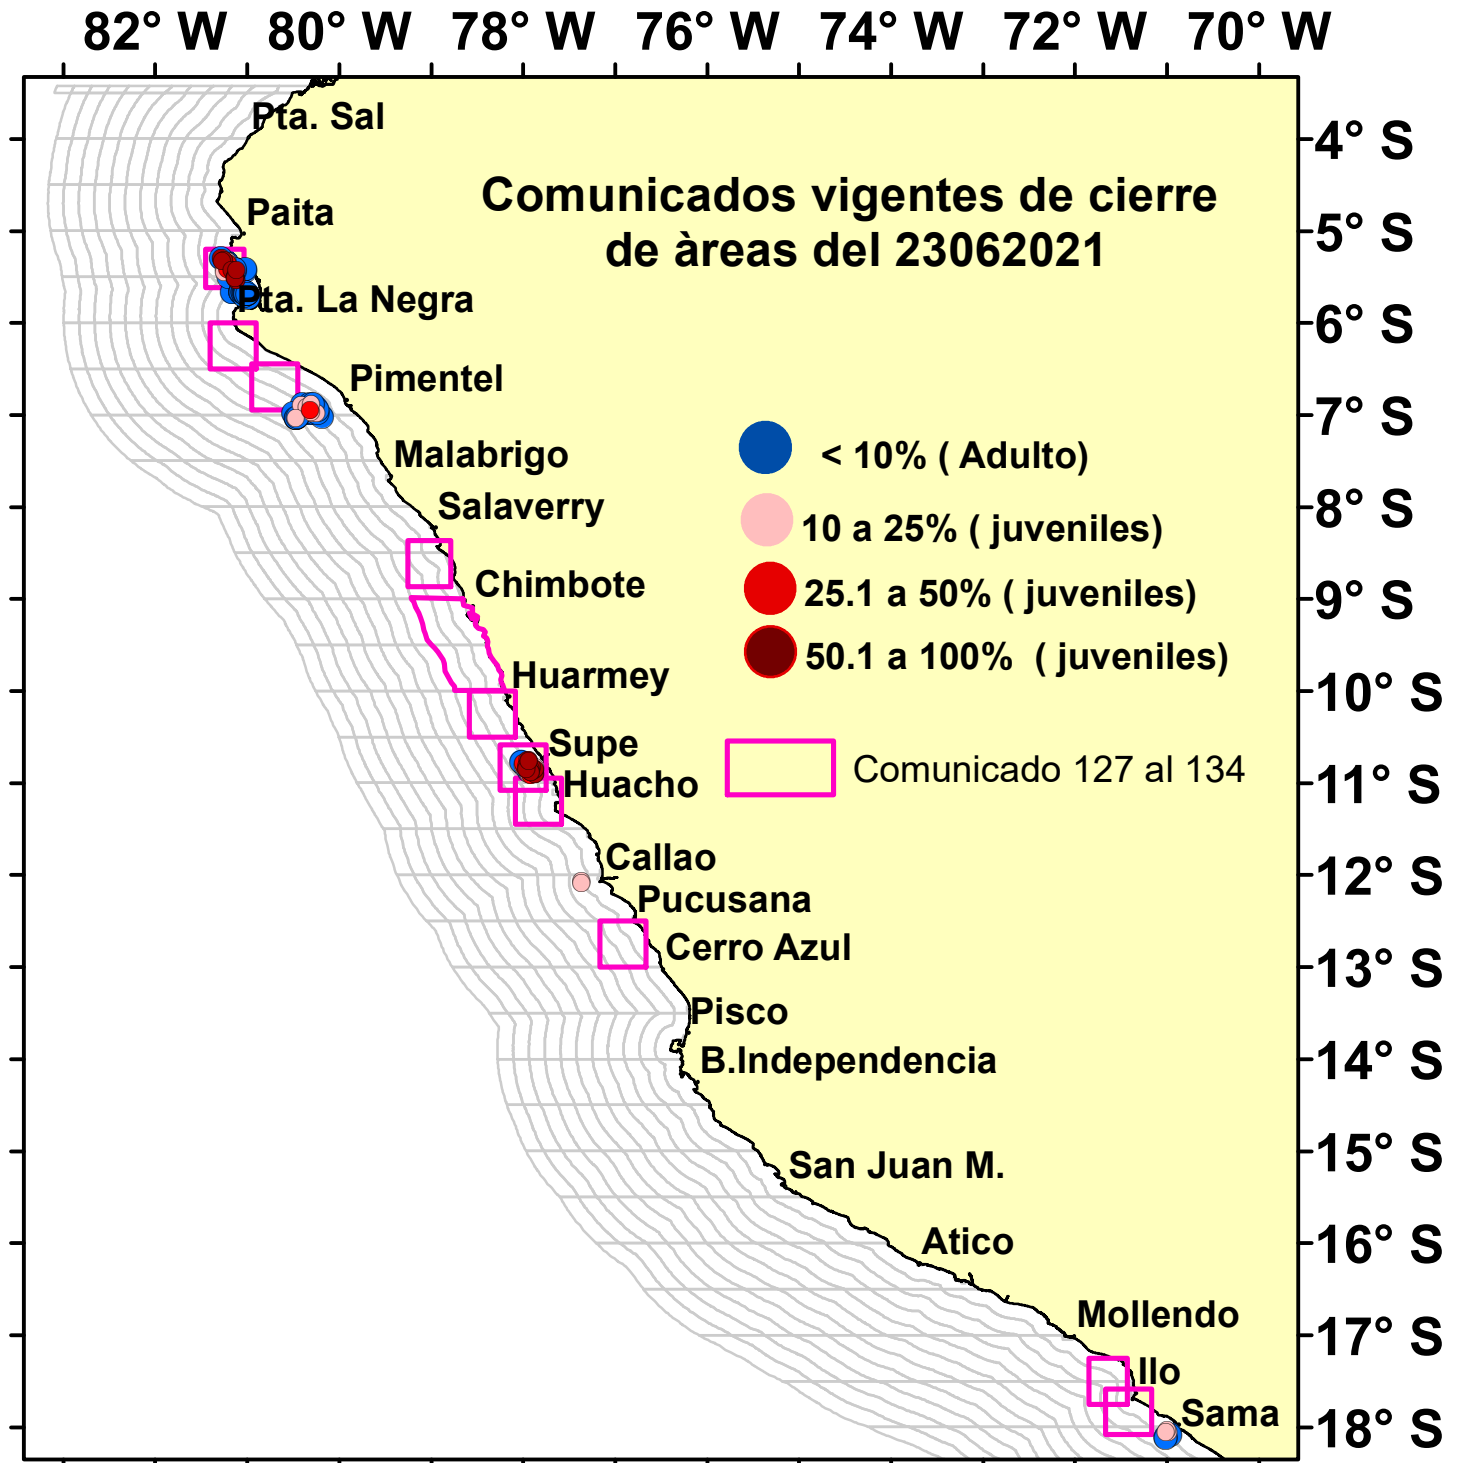 82° W 80° W 78° W 76° W 74° W 72° W 70° W
Pta. Sal
4° S
Comunicados vigentes de cierre
de àreas del 23062021
Paita
5° S
Pta. La Negra
6° S
Pimentel
7° S
Malabrigo
< 10% ( Adulto)
Salaverry
8° S
10 a 25% ( juveniles)
Chimbote
9° S
25.1 a 50% ( juveniles)
50.1 a 100% ( juveniles)
Huarmey
10° S
Supe
Comunicado 127 al 134
Huacho
11° S
Callao
12° S
Pucusana
Cerro Azul
13° S
Pisco
14° S
B.Independencia
15° S
San Juan M.
Atico
16° S
Mollendo
17° S
Ilo
Sama
18° S